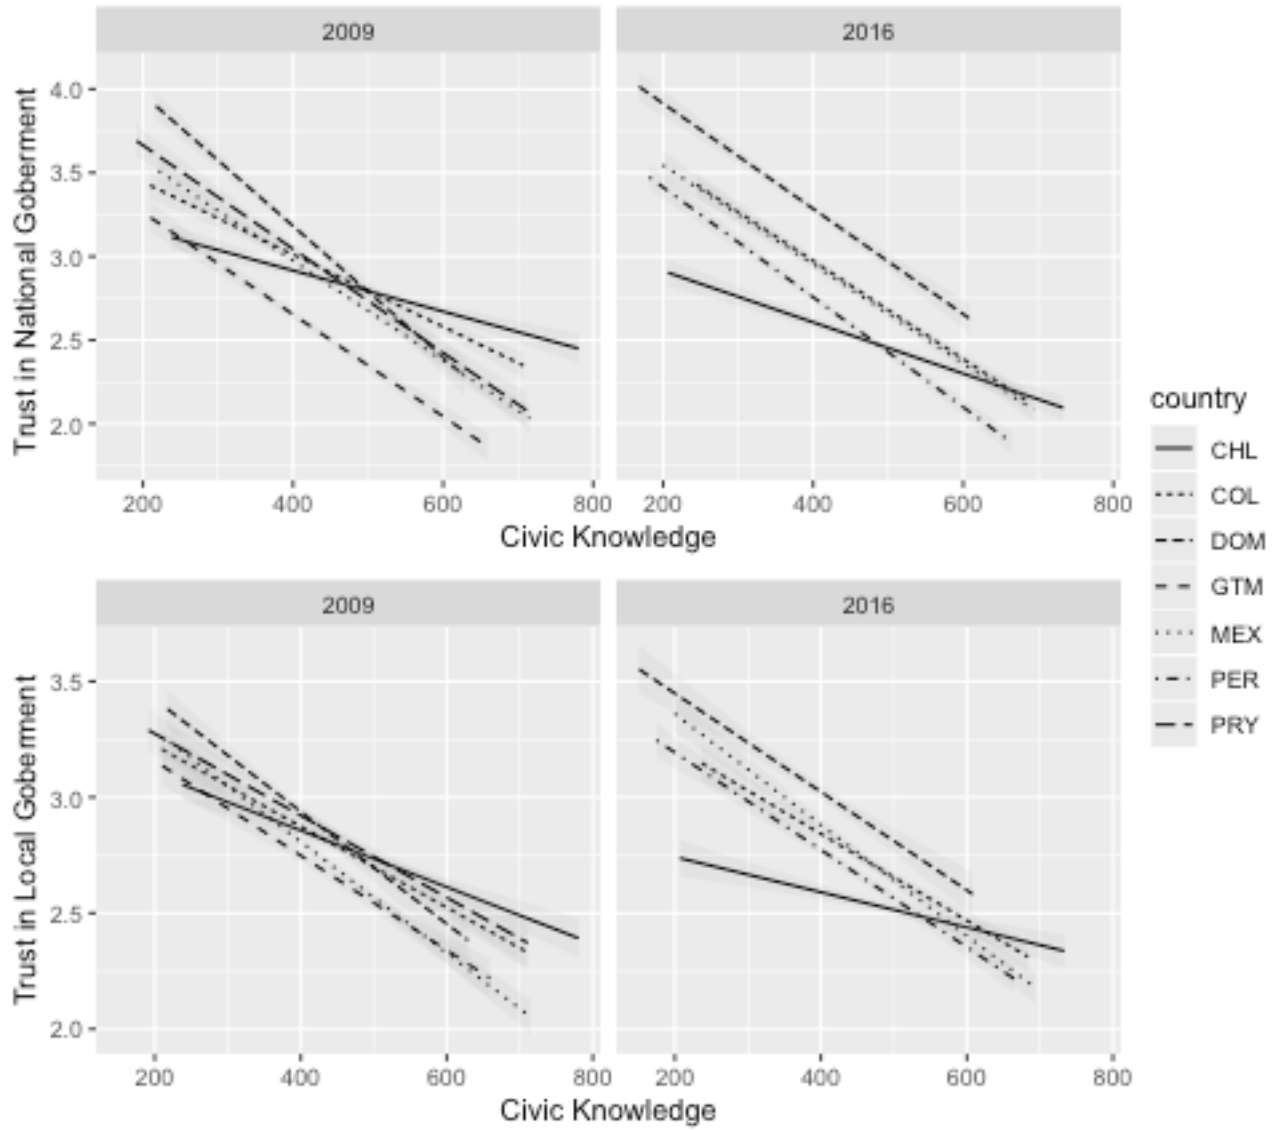 2009 2016
Trust in National Goberment
4.0
3.5
3.0
2.5
2.0
200 400 600 800 200 400 600 800
Civic Knowledge
2009 2016
Trust in Local Goberment
3.5
3.0
2.5
2.0
200 400 600 800 200 400 600 800
Civic Knowledge
country
CHL
COL
DOM
GTM
MEX
PER
PRY